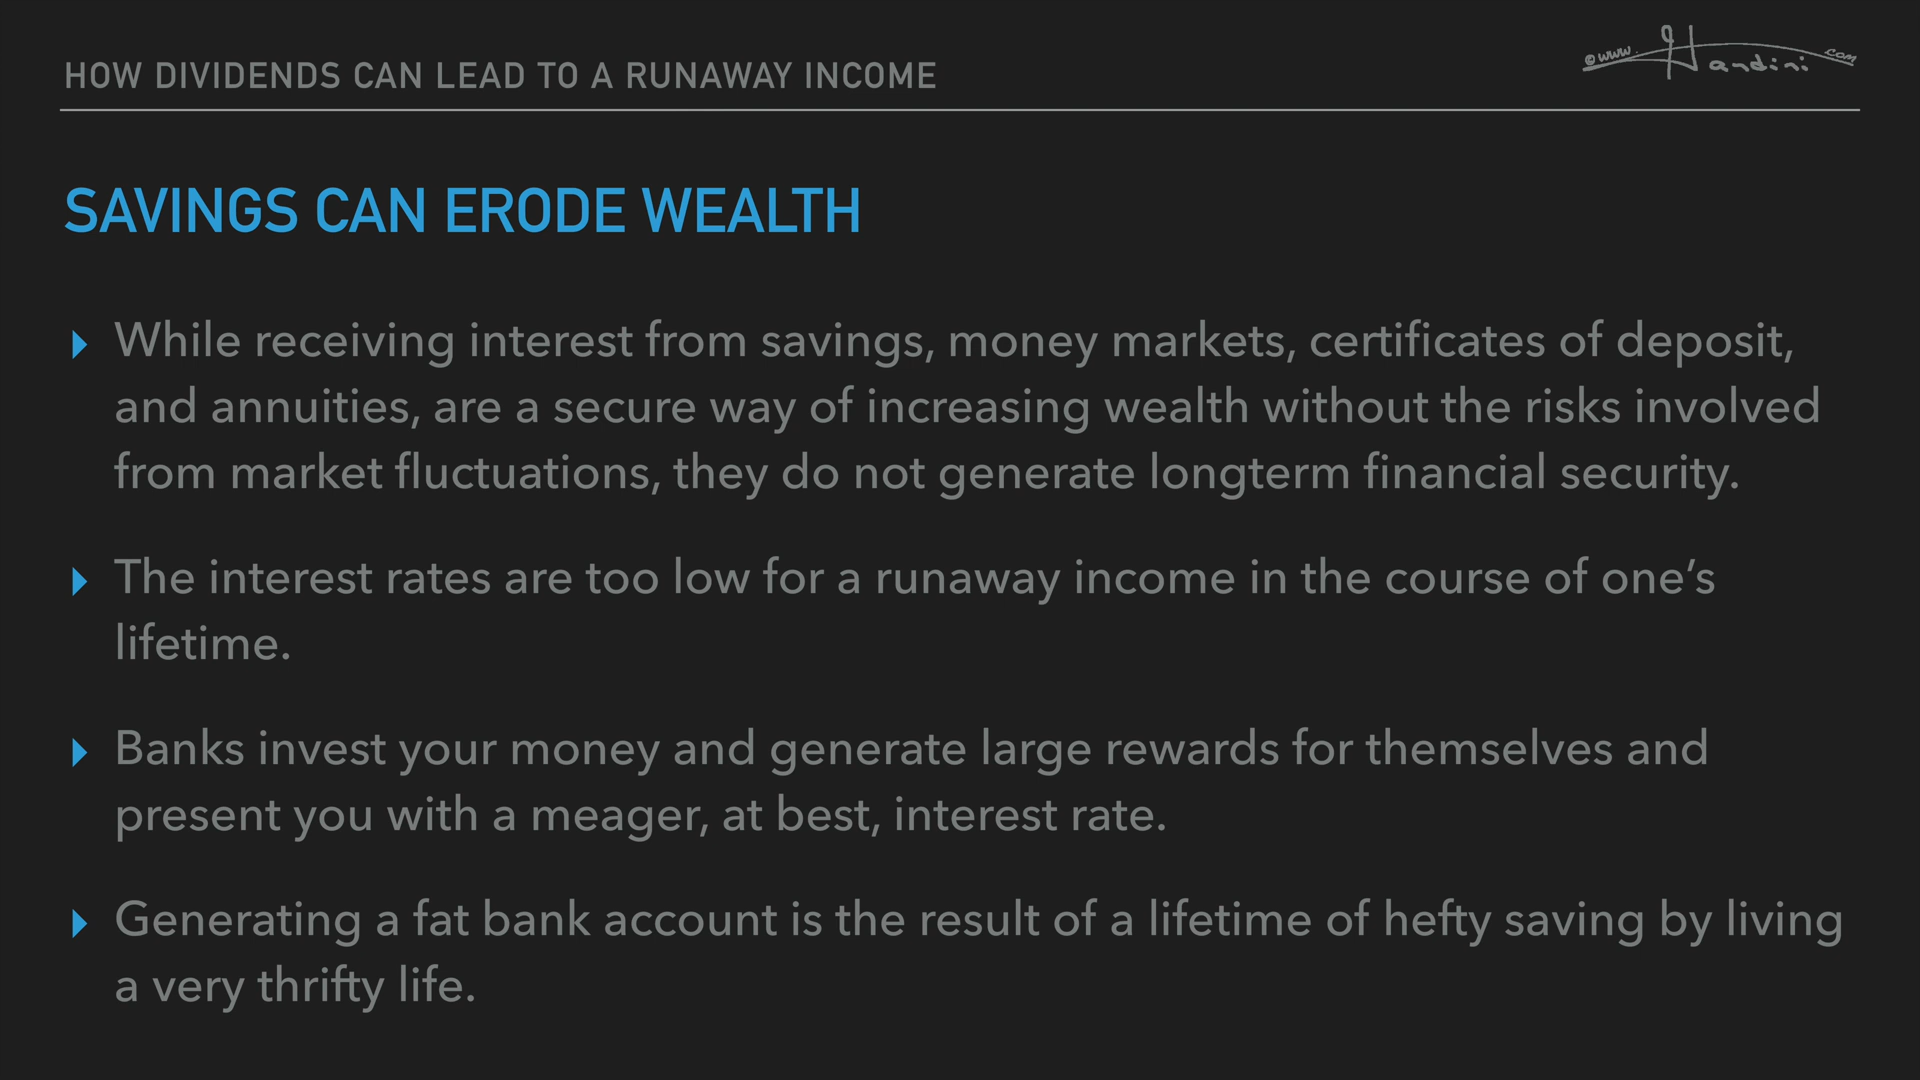 HOW DIVIDENDS CAN LEAD TO A RUNAWAY INCOME
©www.Handini.com
SAVINGS CAN ERODE WEALTH
While receiving interest from savings, money markets, certificates of deposit,
and annuities, are a secure way of increasing wealth without the risks involved
from market fluctuations, they do not generate longterm financial security.
The interest rates are too low for a runaway income in the course of one’s
lifetime.
Banks invest your money and generate large rewards for themselves and
present you with a meager, at best, interest rate.
Generating a fat bank account is the result of a lifetime of hefty saving by living
a very thrifty life.